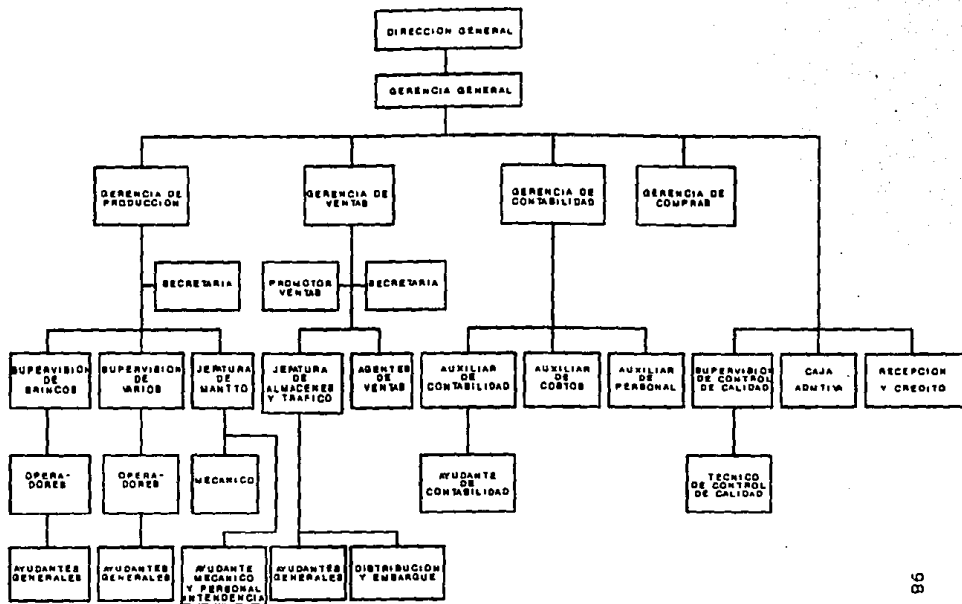 DIRECCION GENERAL
GERENCIA GENERAL
GERENCIA DE
PRODUCCIÓN
GERENCIA DE
VENTAS
GERENCIA DE
CONTABILIDAD
GERENCIA DE
COMPRAS
SECRETARIA
PROMOTOR
VENTAS
SECRETARIA
SUPERVISION
DE
BRINCOS
SUPERVISION
DE
VARIOS
JEFATURA
DE
MANTTO
JEFATURA
DE
ALMACENES
Y TRAFICO
AGENTES
DE
VENTAS
AUXILIAR
DE
CONTABILIDAD
AUXILIAR
DE
COSTOS
AUXILIAR
DE
PERSONAL
SUPERVISION
DE CONTROL
DE CALIDAD
CAJA
ADMTIVA
RECEPCION
Y CREDITO
OPERA-
DORES
OPERA-
DORES
MECANICO
AYUDANTE
DE
CONTABILIDAD
TECNICO
DE CONTROL
DE CALIDAD
AYUDANTES
GENERALES
AYUDANTES
GENERALES
AYUDANTE
MECANICO
Y PERSONAL
INTENDENCIA
AYUDANTES
GENERALES
DISTRIBUCION
Y EMBARQUE
98